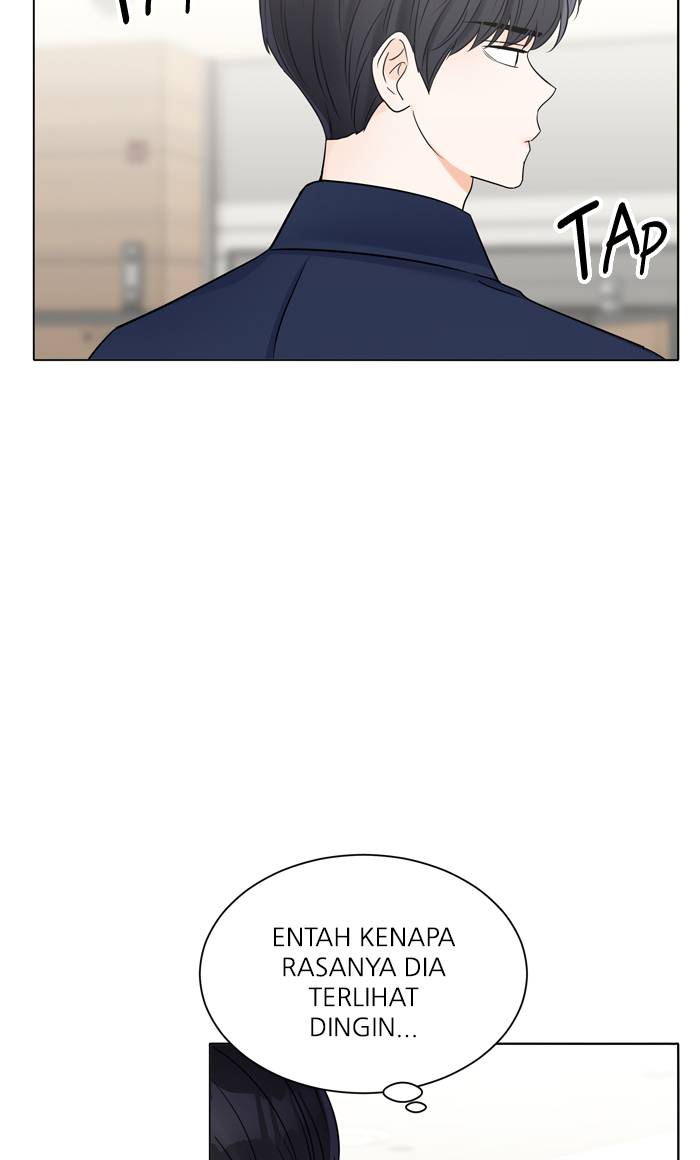 TAP
ENTAH KENAPA
RASANYA DIA
TERLIHAT
DINGIN...